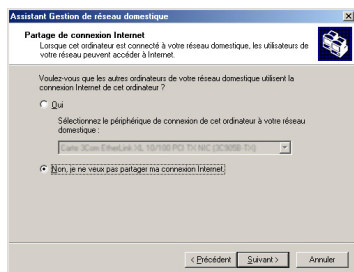 Assistant Gestion de réseau domestique
Partage de connexion Internet
Lorsque cet ordinateur est connecté à votre réseau domestique, les utilisateurs de
votre réseau peuvent accéder à Internet.
Voulez-vous que les autres ordinateurs de votre réseau domestique utilisent la
connexion Internet de cet ordinateur ?
Oui
Sélectionnez le périphérique de connexion de cet ordinateur à votre réseau
domestique :
Carte 3Com EtherLink XL 10/100 PCI TX NIC (3C905B-TX)
Non, je ne veux pas partager ma connexion Internet.
< Précédent Suivant > Annuler